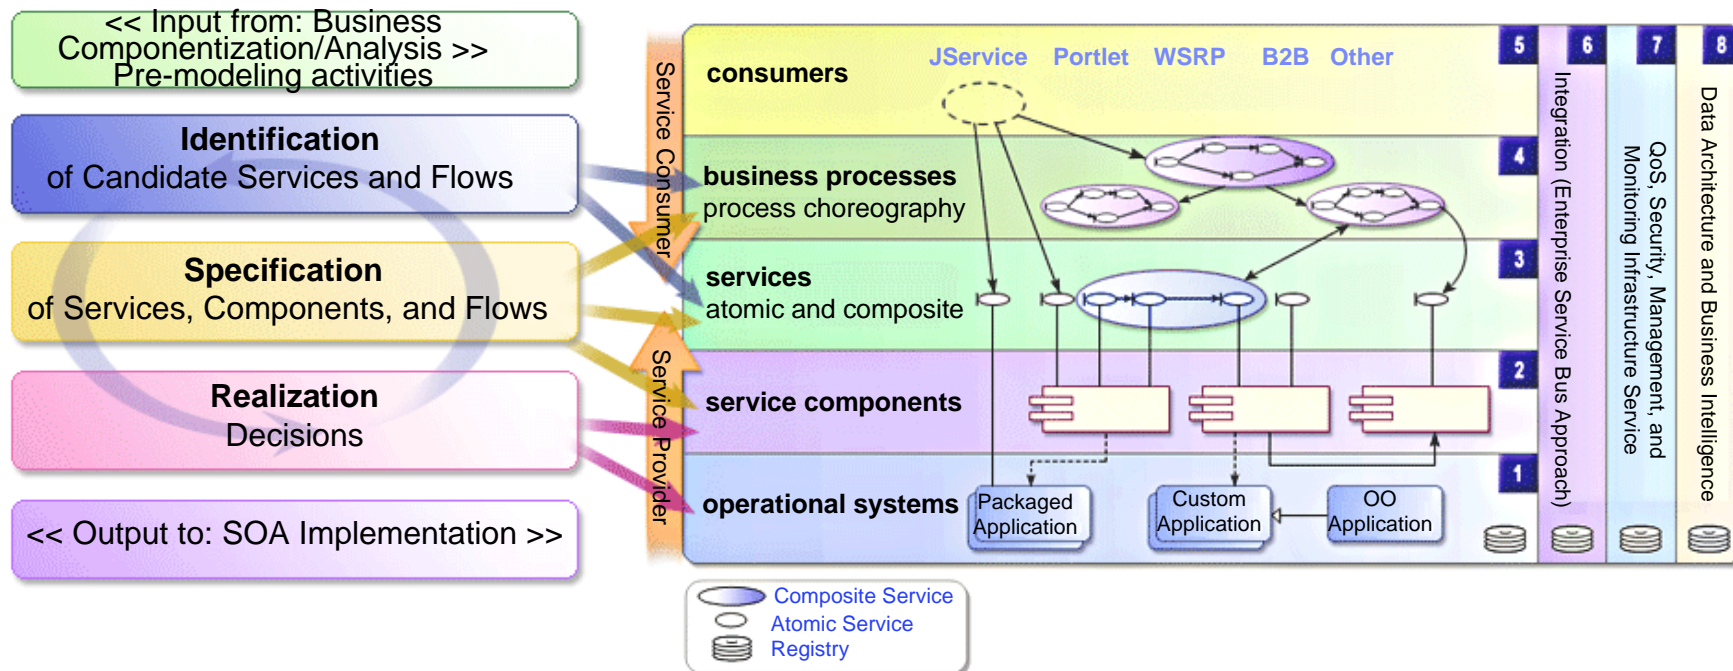 << Input from: Business
Componentization/Analysis >>
Pre-modeling activities
Identification
of Candidate Services and Flows
Specification
of Services, Components, and Flows
Realization
Decisions
<< Output to: SOA Implementation >>
Service Consumer
Service Provider
consumers
JService Portlet WSRP B2B Other
5
business processes
process choreography
4
services
atomic and composite
3
service components
2
operational systems
1
Packaged
Application
Custom
Application
OO
Application
6
Integration (Enterprise Service Bus Approach)
7
QoS, Security, Management, and
Monitoring Infrastructure Service
8
Data Architecture and Business Intelligence
Composite Service
Atomic Service
Registry